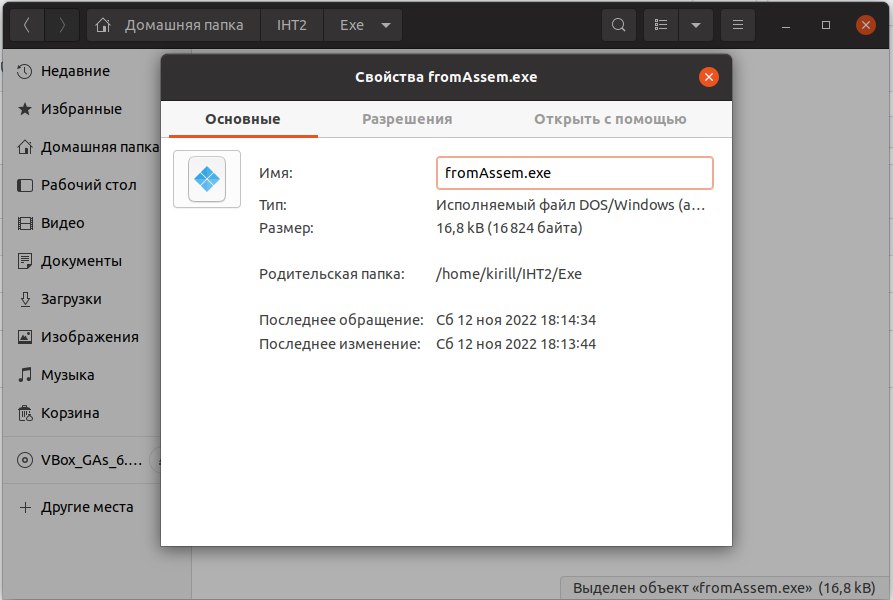 Домашняя папка IHT2 Exe
Свойства fromAssem.exe
Недавние
Избранные
Домашняя папка
Рабочий стол
Видео
Документы
Загрузки
Изображения
Музыка
Корзина
VBox_GAs_6....
Другие места
Основные Разрешения Открыть с помощью
Имя: fromAssem.exe
Тип: Исполняемый файл DOS/Windows (a...
Размер: 16,8 kB (16 824 байта)
Родительская папка: /home/kirill/IHT2/Exe
Последнее обращение: Сб 12 ноя 2022 18:14:34
Последнее изменение: Сб 12 ноя 2022 18:13:44
Выделен объект «fromAssem.exe» (16,8 kB)